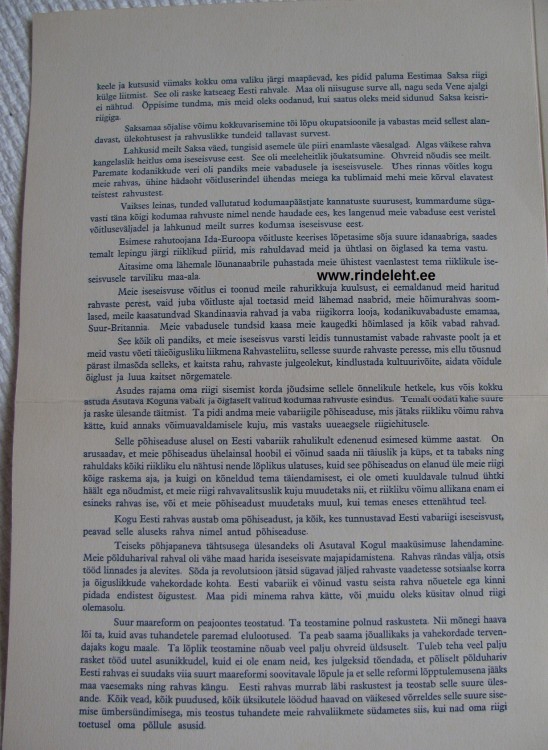 keele ja kutsusid viimaks kokku oma valiku järgi maapäevad, kes pidid paluma Eestimaa Saksa riigi
külge liitmist. See oli raske katseaeg Eesti rahvale. Maa oli niisuguse surve all, nagu seda Vene ajalgi
ei nähtud. Õppisime tundma, mis meid oleks oodanud, kui saatus oleks meid sidunud Saksa keisri-
riigiga.
Saksamaa sõjalise võimu kokkuvarisemine tõi lõpu okupatsioonile ja vabastas meid sellest alan-
davast, ülekohtusest ja rahvuslikke tundeid tallavast survest.
Lahkusid meilt Saksa väed, tungisid asemele üle piiri enamlaste väesalgad. Algas väikese rahva
kangelaslik heitlus oma iseseisvuse eest. See oli meeleheitlik jõukatsumine. Ohvreid nõudis see meilt.
Paremate kodanikkude veri oli pandiks meie vabadusele ja iseseisvusele. Uhes rinnas võitles kogu
meie rahvas, ühine hädaoht võitluserindel ühendas meiega ka publimaid mehi meie kõrval elavatest
teistest rahvustest.
Vaikses leinas, tunded vallutatud kodumaapäästjate kannatuste suurusest, kummardume süga-
vasti täna kõigi kodumaa rahvuste nimel nende haudade ees, kes langenud meie vabaduse eest veristel
võitluseväljadel ja lahkunud meilt surres kodumaa iseseisvuse eest.
Esimese rahutoojana Ida-Euroopa võitluste keerises lõpetasime sõja suure idanaabriga, saades
temalt lepingu järgi riiklikud piirid, mis rahuldavad meid ja ühtlasi on õiglased ka tema vastu.
Aitasime oma lähemale lõunanaabrile puhastada meie ühistest vaenlastest tema riiklikule ise-
seisvusele tarviliku maa-ala.
www.rindeleht.ee
Meie iseseisvuse võitlus ei toonud meile rahurikkuja kuulsust, ei eemaldanud meid haritud
rahvaste perest, vaid juba võitluste ajal toetasid meid lähemad naabrid, meie hõimurahvas soom-
lased, meile kaasatundvad Skandinaavia rahvad ja vaba riigikorra looja, kodanikuvabaduste emamaa,
Suur-Britannia. Meie vabadusele tundsid kaasa meie kaugedki hõimlased ja kõik vabad rahvad.
See kõik oli pandiks, et meie iseseisvus varsti leidis tunnustamist vabade rahvaste poolt ja et
meid vastu võeti täieõigusliku liikmena Rahvasteliitu, sellesse suurde rahvaste peresse, mis ellu tõusnud
pärast ilmasõda selleks, et kaitsta rahu, rahvaste julgeolekut, kindlustada kultuurivõite, aidata võidule
õiglust ja luua kaitset nõrgematele.
Asudes rajama oma riigi sisemist korda jõudsime sellele õnnelikule hetkele, kus võis kokku
astuda Asutava Koguna vabalt ja õiglaselt valitud kodumaa rahvuste esindus. Temalt oodati kahe suure
ja raske ülesande täitmist. Ta pidi andma meie vabariigile põhiseaduse, mis jätaks riikliku võimu rahva
kätte, kuid annaks võimuavaldamisele kuju, mis vastaks uueaegsele riigiehitusele.
Selle põhiseaduse alusel on Eesti vabariik rahulikult edenenud esimesed kümme aastat. On
arusaadav, et meie põhiseadus ühelainsal hoobil ei võinud saada nii täiuslik ja küps, et ta tabaks ning
rahuldaks kõiki riikliku elu nähtusi nende lõplikus ulatuses, kuid see põhiseadus on elanud üle meie riigi
kõige raskema aja, ja kuigi on kõneldud tema täiendamisest, ei ole ometi kuuldavale tulnud ühtki
häält ega nõudmist, et meie riigi rahvavalitsuslik kuju muudetaks nii, et riikliku võimu allikana enam ei
esineks rahvas ise, või et meie põhiseadust muudetaks muul, kui temas eneses ettenähtud teel.
Kogu Eesti rahvas austab oma põhiseadust, ja kõik, kes tunnustavad Eesti vabariigi iseseisvust,
peavad selle aluseks rahva nimel antud põhiseaduse.
Teiseks põhjapaneva tähtsusega ülesandeks oli Asutaval Kogul maaküsimuse lahendamine.
Meie põlduharival rahval oli vähe maad harida iseseisvate majapidamistena. Rahvas rändas välja, otsis
tööd linnades ja alevites. Sõda ja revolutsioon jätsid sügavad jäljed rahvaste vaadetesse sotsiaalse korra
ja õiguslikkude vahekordade kohta. Eesti vabariik ei võinud vastu seista rahva nõuetele ega kinni
pidada endistest õigustest. Maa pidi minema rahva kätte, või muidu oleks küsitav olnud riigi
olemasolu.
Suur maareform on peajoontes teostatud. Ta teostamine polnud raskusteta. Nii mõnegi haava
lõi ta, kuid avas tuhandetele paremad elulootused. Ta peab saama jõuallikaks ja vahekordade terven-
dajaks kogu maale. Ta lõplik teostamine nõuab veel palju ohvreid üldsuselt. Tuleb teha veel palju
rasket tööd uutel asunikkudel, kuid ei ole enam neid, kes julgeksid tõendada, et põliselt põlduhariv
Eesti rahvas ei suudaks viia suurt maareformi soovitavale lõpule ja et selle reformi lõpptulemusena jääks
maa vaesemaks ning rahvas kängu. Eesti rahvas murrab läbi raskustest ja teostab selle suure üles-
ande. Kõik vead, kõik puudused, kõik üksikutele löödud haavad on väikesed võrreldes selle suure sise-
mise ümbersündimisega, mis teostus tuhandete meie rahvaliikmete südametes siis, kui nad oma riigi
toetusel oma põllule asusid.